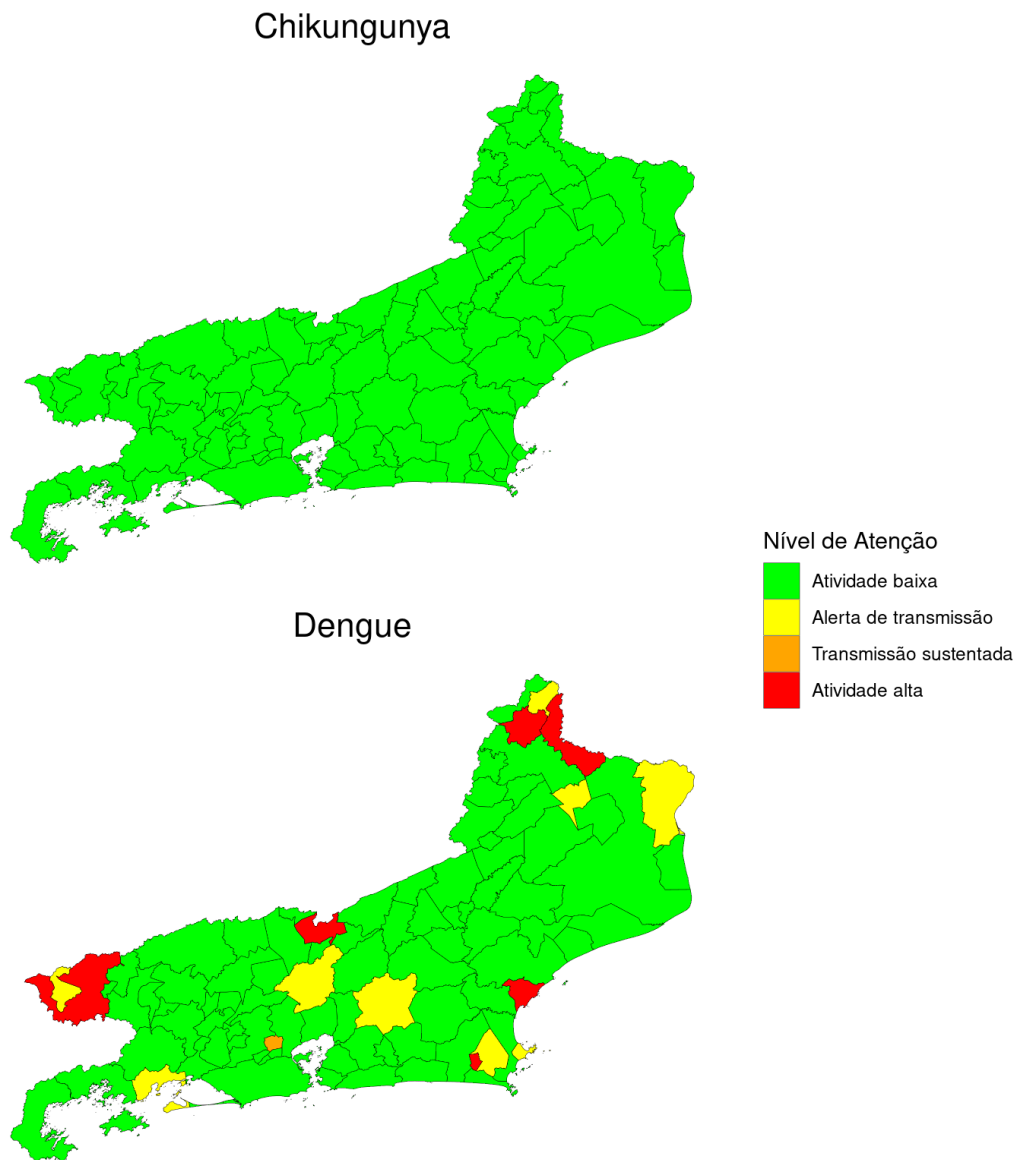 Chikungunya
Nível de Atenção
Atividade baixa
Alerta de transmissão
Transmissão sustentada
Atividade alta
Dengue